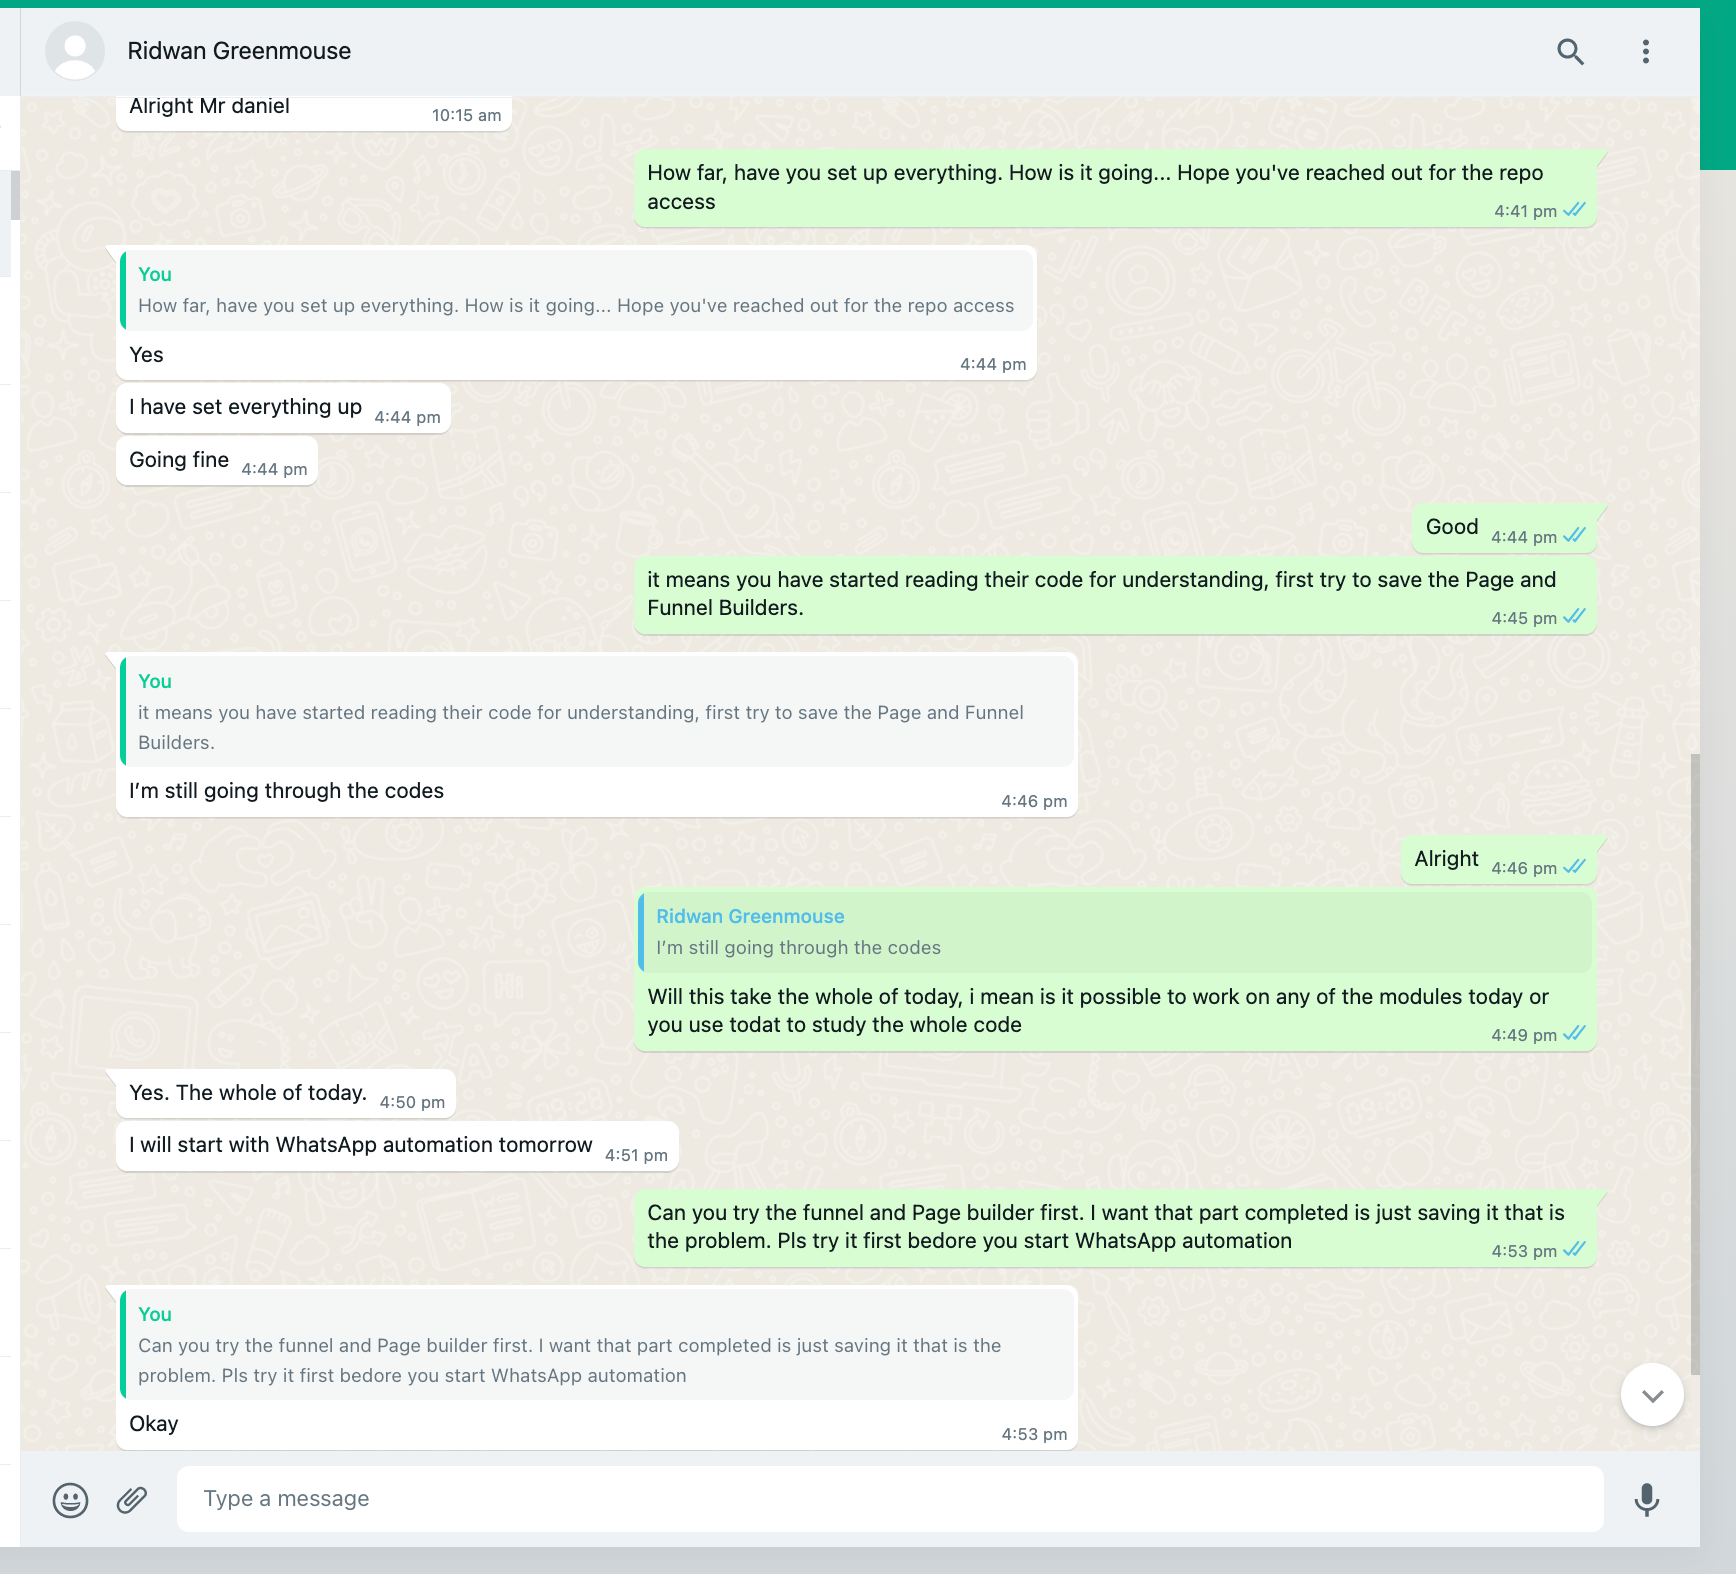 Ridwan Greenmouse
Alright Mr daniel
10:15 am
How far, have you set up everything. How is it going... Hope you've reached out for the repo
access
4:41 pm
You
How far, have you set up everything. How is it going... Hope you've reached out for the repo access
Yes
4:44 pm
I have set everything up
4:44 pm
Going fine
4:44 pm
Good
4:44 pm
it means you have started reading their code for understanding, first try to save the Page and
Funnel Builders.
4:45 pm
You
it means you have started reading their code for understanding, first try to save the Page and Funnel
Builders.
I’m still going through the codes
4:46 pm
Alright
4:46 pm
Ridwan Greenmouse
I’m still going through the codes
Will this take the whole of today, i mean is it possible to work on any of the modules today or
you use todat to study the whole code
4:49 pm
Yes. The whole of today.
4:50 pm
I will start with WhatsApp automation tomorrow
4:51 pm
Can you try the funnel and Page builder first. I want that part completed is just saving it that is
the problem. Pls try it first bedore you start WhatsApp automation
4:53 pm
You
Can you try the funnel and Page builder first. I want that part completed is just saving it that is the
problem. Pls try it first bedore you start WhatsApp automation
Okay
4:53 pm
Type a message